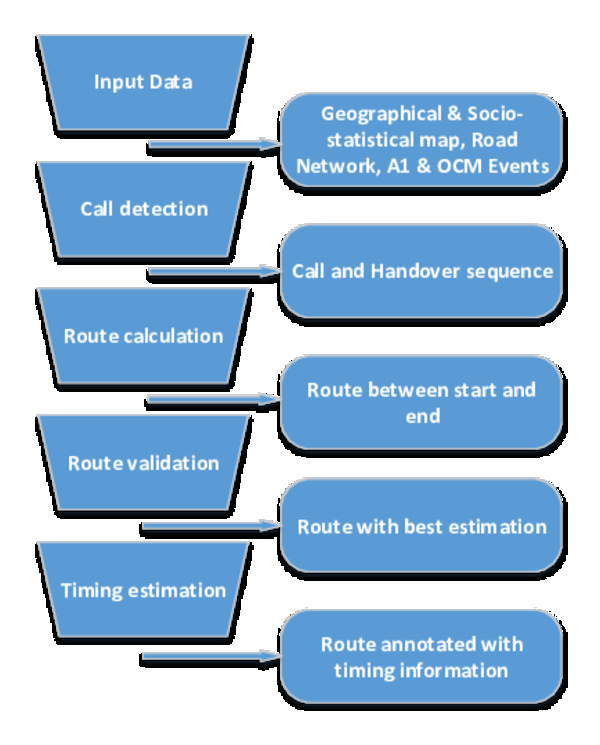 Input Data
Geographical & Socio-
statistical map, Road
Network, A1 & OCM Events
Call detection
Call and Handover sequence
Route calculation
Route between start and
end
Route validation
Route with best estimation
Timing estimation
Route annotated with
timing information